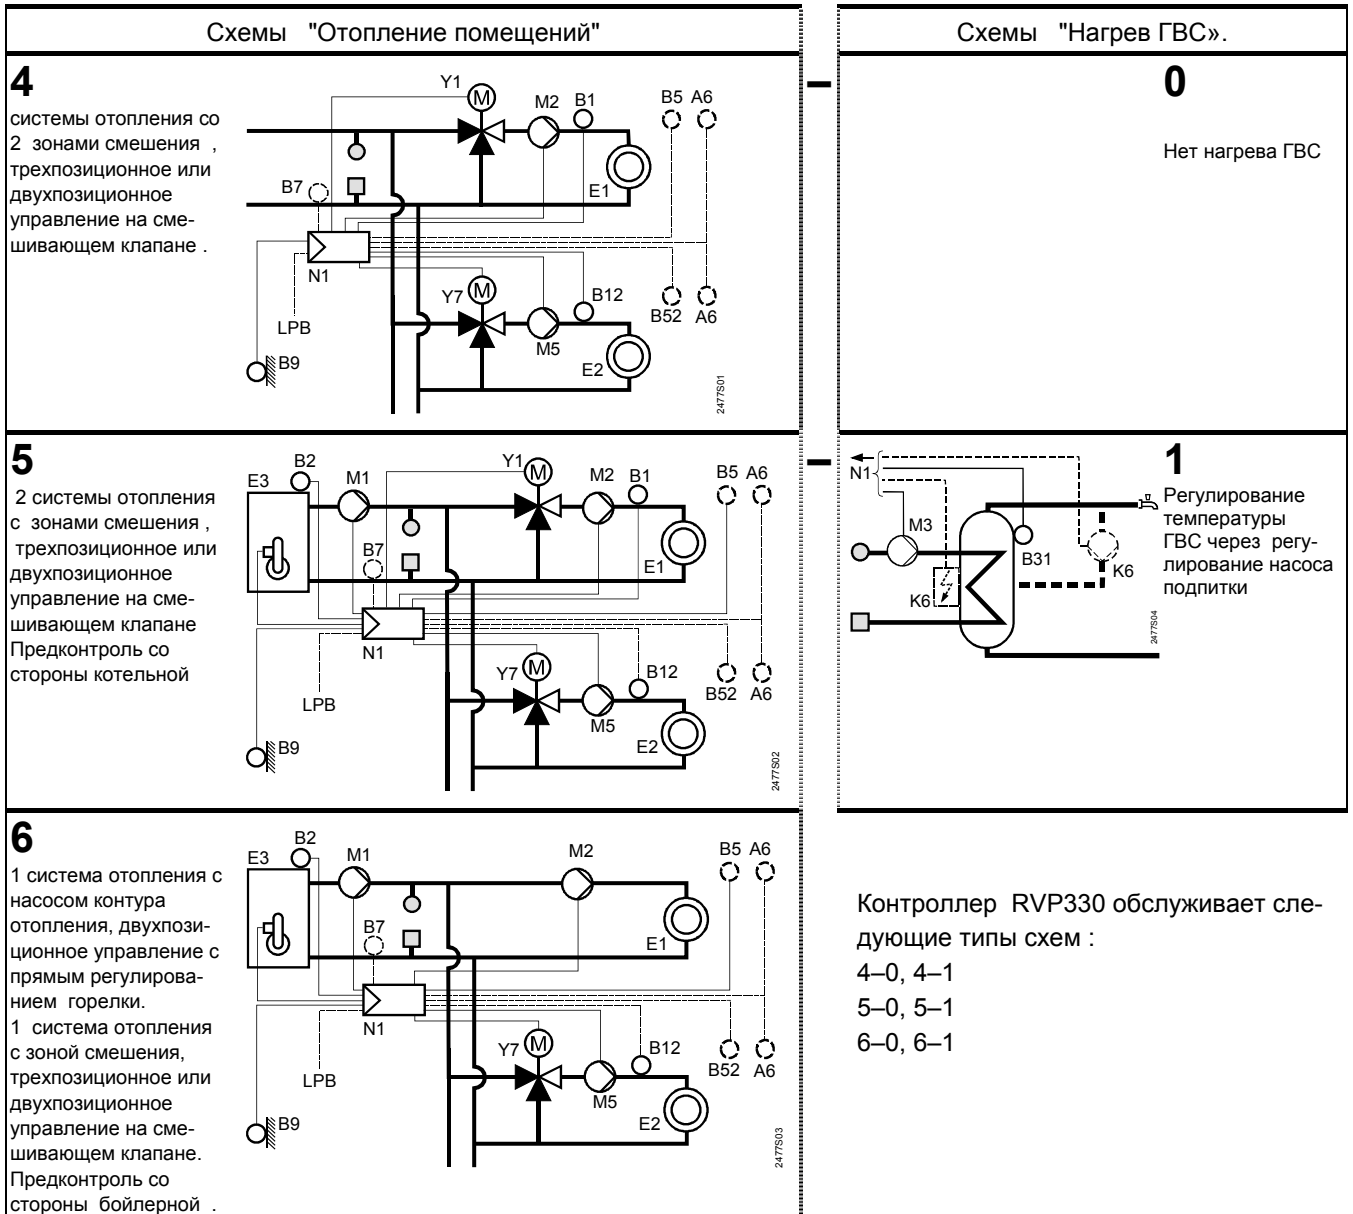 Схемы "Отопление помещений"
Схемы "Нагрев ГВС».
4
системы отопления со
2 зонами смешения ,
трехпозиционное или
двухпозиционное
управление на сме-
шивающем клапане .
Y1
M
M2
B1
B5
A6
B7
E1
N1
Y7
M
B12
LPB
B52
A6
M5
B9
E2
2477S01
–
0
Нет нагрева ГВС
5
2 системы отопления
с зонами смешения ,
трехпозиционное или
двухпозиционное
управление на сме-
шивающем клапане
Предконтроль со
стороны котельной
E3
B2
M1
Y1
M
M2
B1
B5
A6
B7
E1
N1
Y7
M
B12
LPB
B52
A6
M5
B9
E2
2477S02
–
1
Регулирование
температуры
ГВС через регу-
лирование насоса
подпитки
N1
M3
B31
K6
K6
2477S04
6
1 система отопления с
насосом контура
отопления, двухпози-
ционное управление с
прямым регулирова-
нием горелки.
1 система отопления
с зоной смешения,
трехпозиционное или
двухпозиционное
управление на сме-
шивающем клапане.
Предконтроль со
стороны бойлерной .
E3
B2
M1
M2
B5
A6
B7
E1
N1
Y7
M
B12
LPB
B52
A6
M5
B9
E2
2477S03
Контроллер RVP330 обслуживает сле-
дующие типы схем :
4–0, 4–1
5–0, 5–1
6–0, 6–1